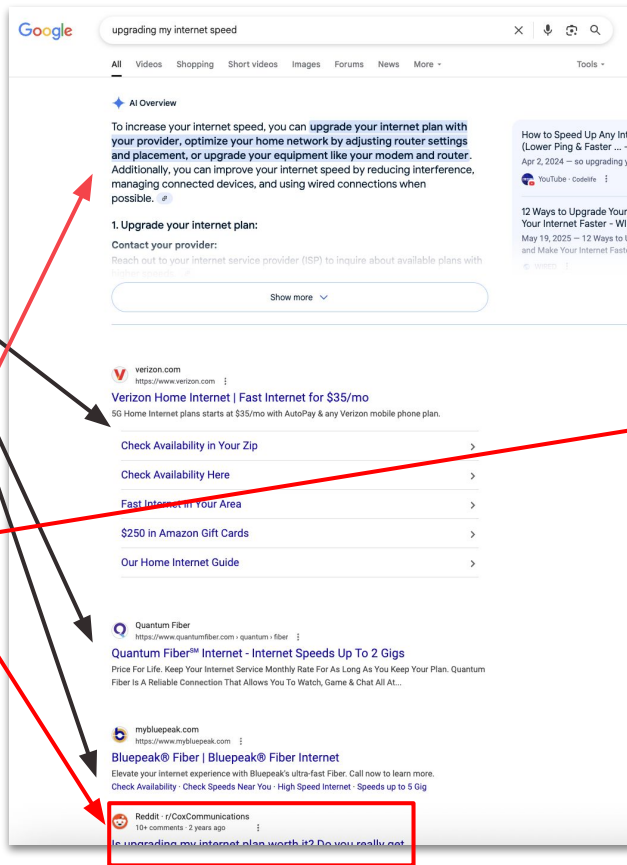 Google
upgrading my internet speed
All Videos Shopping Short videos Images Forums News More
Tools
AI Overview
To increase your internet speed, you can upgrade your internet plan with
your provider, optimize your home network by adjusting router settings
and placement, or upgrade your equipment like your modem and router.
Additionally, you can improve your internet speed by reducing interference,
managing connected devices, and using wired connections when
possible.
1. Upgrade your internet plan:
Contact your provider:
Reach out to your internet service provider (ISP) to inquire about available plans with
Show more
How to Speed Up Any Int
(Lower Ping & Faster ... -
Apr 2, 2024 — so upgrading y
YouTube · Codelife
12 Ways to Upgrade Your
Your Internet Faster - WI
May 19, 2025 — 12 Ways to U
and Make Your Internet Faste
WIRED
verizon.com
https://www.verizon.com
Verizon Home Internet | Fast Internet for $35/mo
5G Home Internet plans starts at $35/mo with AutoPay & any Verizon mobile phone plan.
Check Availability in Your Zip
Check Availability Here
Fast Internet in Your Area
$250 in Amazon Gift Cards
Our Home Internet Guide
Quantum Fiber
https://www.quantumfiber.com › quantum › fiber
Quantum Fiber℠ Internet - Internet Speeds Up To 2 Gigs
Price For Life. Keep Your Internet Service Monthly Rate For As Long As You Keep Your Plan. Quantum
Fiber Is A Reliable Connection That Allows You To Watch, Game & Chat All At...
mybluepeak.com
https://www.mybluepeak.com
Bluepeak® Fiber | Bluepeak® Fiber Internet
Elevate your internet experience with Bluepeak's ultra-fast Fiber. Call now to learn more.
Check Availability · Check Speeds Near You · High Speed Internet · Speeds up to 5 Gig
Reddit · r/CoxCommunications
10+ comments · 2 years ago
Is upgrading my internet plan worth it? Do you really get